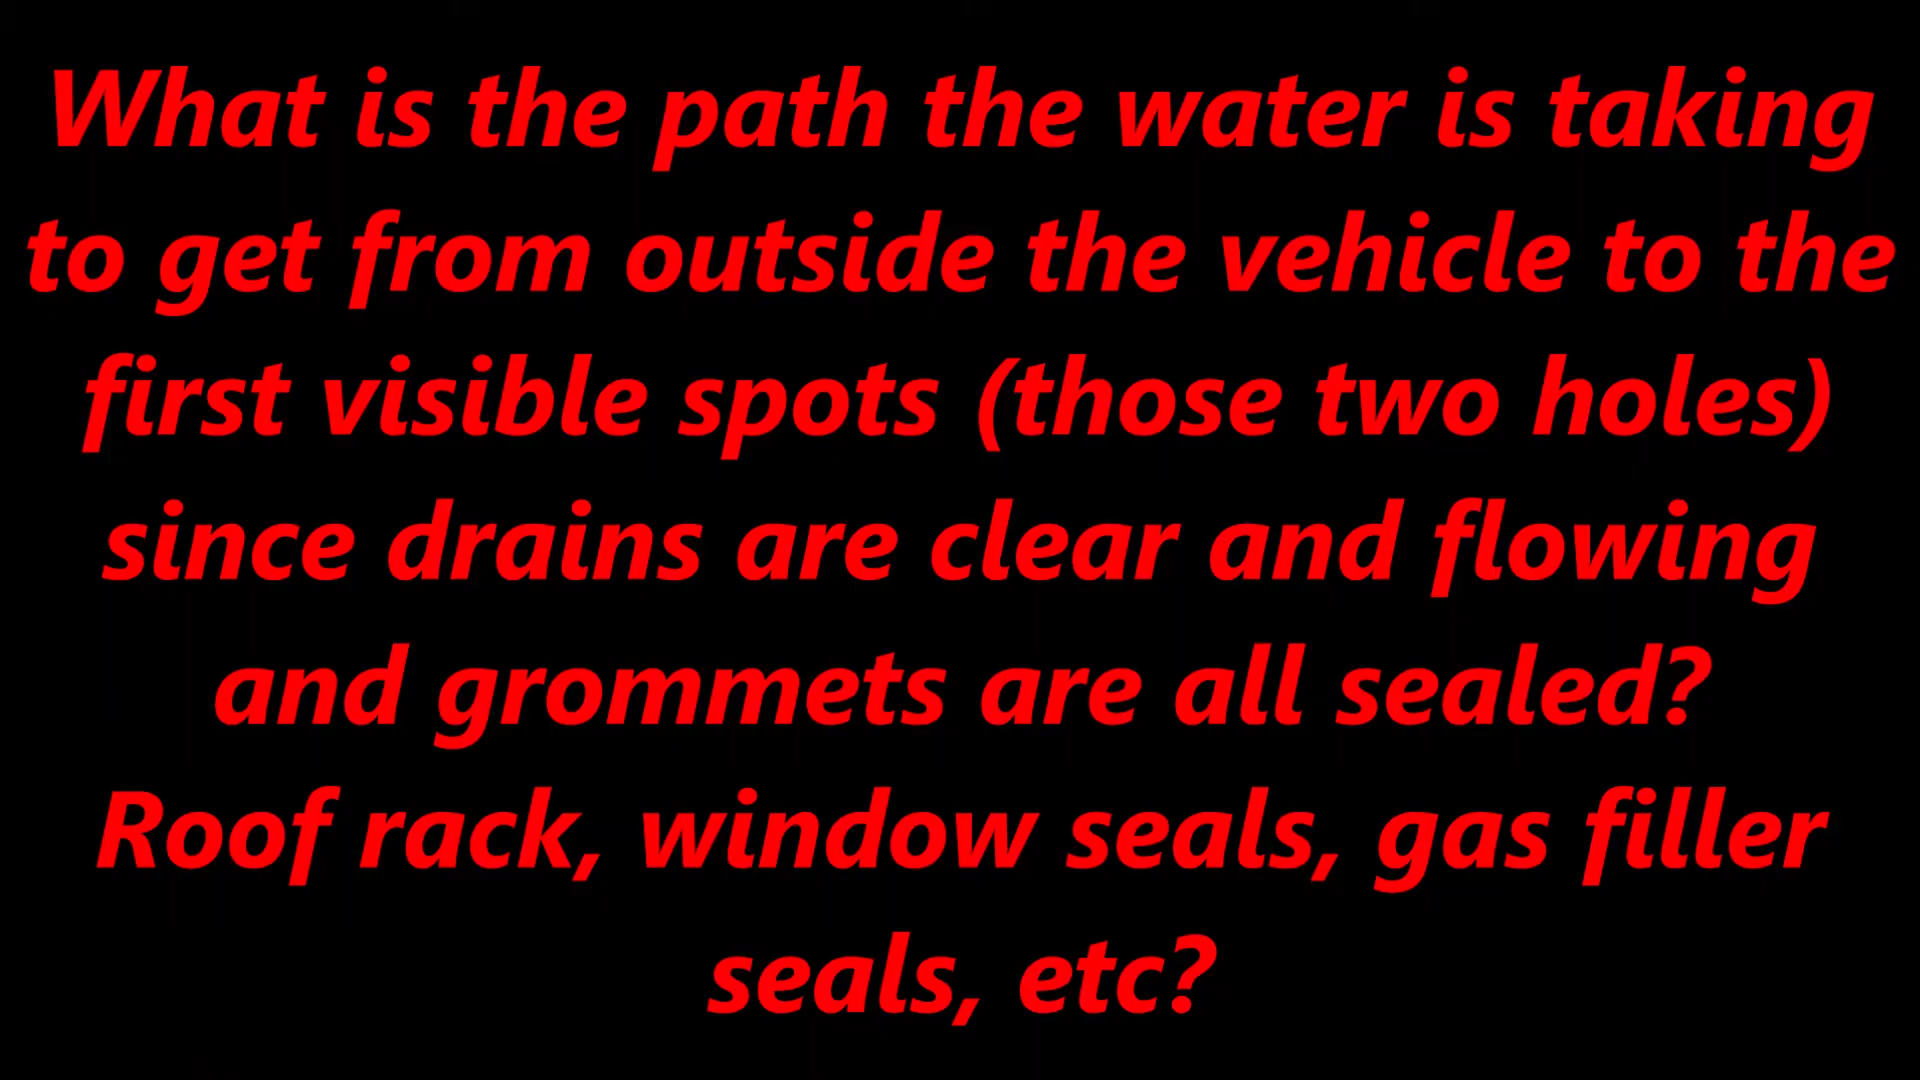 What is the path the water is taking
to get from outside the vehicle to the
first visible spots (those two holes)
since drains are clear and flowing
and grommets are all sealed?
Roof rack, window seals, gas filler
seals, etc?